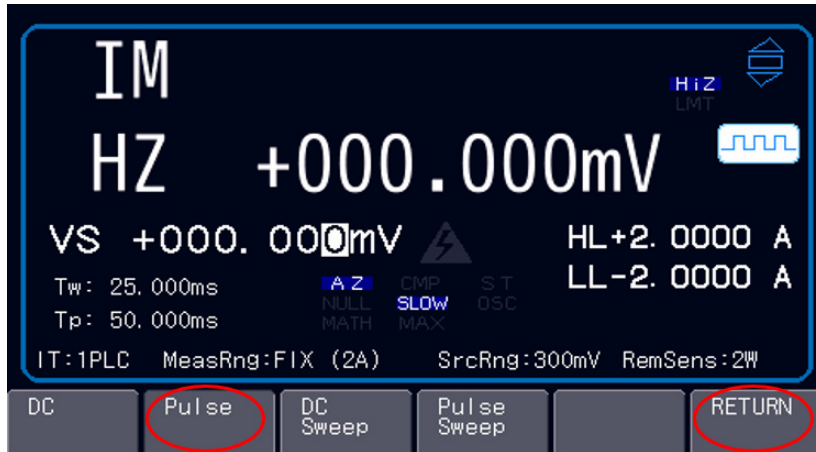 IM
HiZ
LMT
HZ +000.000mV
VS +000.000mV
HL+2.0000 A
LL-2.0000 A
Tw: 25.000ms
Tp: 50.000ms
AZ CMP ST
NULL SLOW OSC
MATH MAX
IT:1PLC MeasRng:FIX (2A) SrcRng:300mV RemSens:2W
DC Pulse DC Sweep Pulse Sweep RETURN